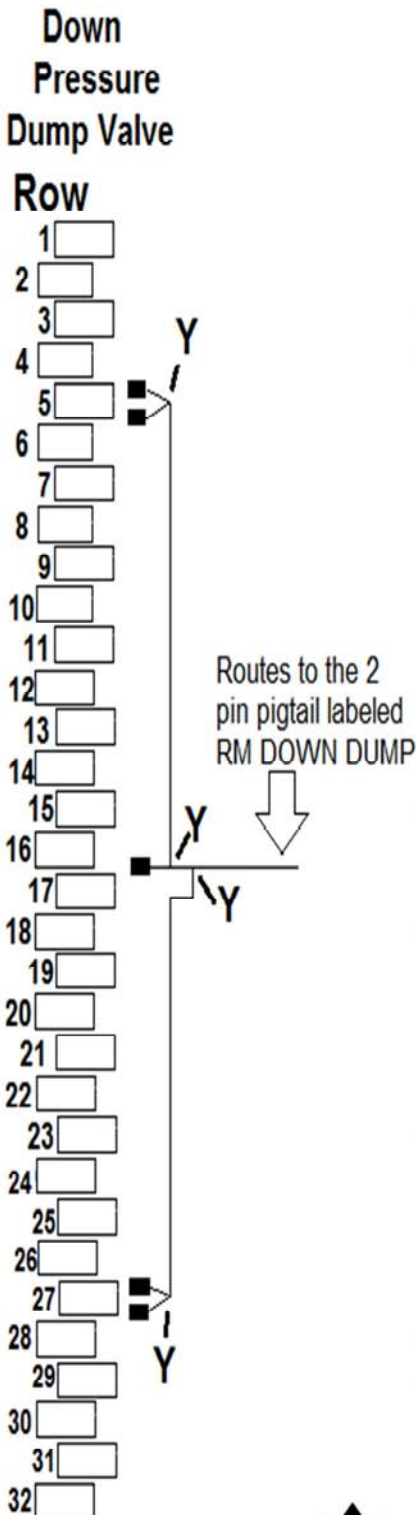 Down
Pressure
Dump Valve
Row
1
2
3
Y
4
5
6
7
8
9
10
11
Routes to the 2
pin pigtail labeled
RM DOWN DUMP
12
13
14
15
Y
16
17
Y
18
19
20
21
22
23
24
25
26
27
28
Y
29
30
31
32